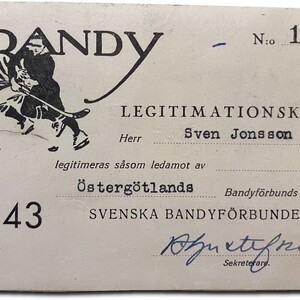 BANDY
N:o 1
LEGITIMATIONSK
Herr Sven Jonsson
legitimeras såsom ledamot av
Östergötlands Bandyförbunds
43 SVENSKA BANDYFÖRBUNDE
Sekreterare.